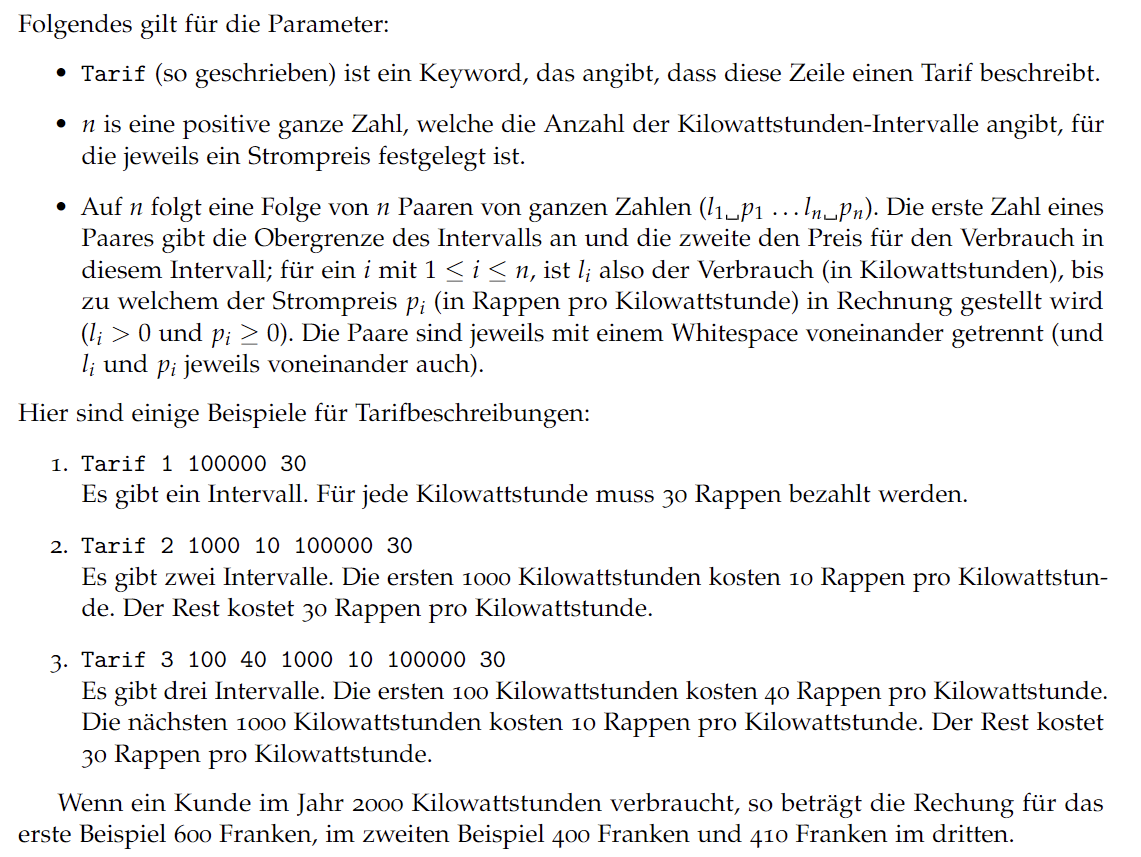 Folgendes gilt für die Parameter:
• Tarif (so geschrieben) ist ein Keyword, das angibt, dass diese Zeile einen Tarif beschreibt.
• n is eine positive ganze Zahl, welche die Anzahl der Kilowattstunden-Intervalle angibt, für
die jeweils ein Strompreis festgelegt ist.
• Auf n folgt eine Folge von n Paaren von ganzen Zahlen (l₁␣p₁ … lₙ␣pₙ). Die erste Zahl eines
Paares gibt die Obergrenze des Intervalls an und die zweite den Preis für den Verbrauch in
diesem Intervall; für ein i mit 1 ≤ i ≤ n, ist lᵢ also der Verbrauch (in Kilowattstunden), bis
zu welchem der Strompreis pᵢ (in Rappen pro Kilowattstunde) in Rechnung gestellt wird
(lᵢ > 0 und pᵢ ≥ 0). Die Paare sind jeweils mit einem Whitespace voneinander getrennt (und
lᵢ und pᵢ jeweils voneinander auch).
Hier sind einige Beispiele für Tarifbeschreibungen:
1. Tarif 1 100000 30
Es gibt ein Intervall. Für jede Kilowattstunde muss 30 Rappen bezahlt werden.
2. Tarif 2 1000 10 100000 30
Es gibt zwei Intervalle. Die ersten 1000 Kilowattstunden kosten 10 Rappen pro Kilowattstun-
de. Der Rest kostet 30 Rappen pro Kilowattstunde.
3. Tarif 3 100 40 1000 10 100000 30
Es gibt drei Intervalle. Die ersten 100 Kilowattstunden kosten 40 Rappen pro Kilowattstunde.
Die nächsten 1000 Kilowattstunden kosten 10 Rappen pro Kilowattstunde. Der Rest kostet
30 Rappen pro Kilowattstunde.
Wenn ein Kunde im Jahr 2000 Kilowattstunden verbraucht, so beträgt die Rechung für das
erste Beispiel 600 Franken, im zweiten Beispiel 400 Franken und 410 Franken im dritten.